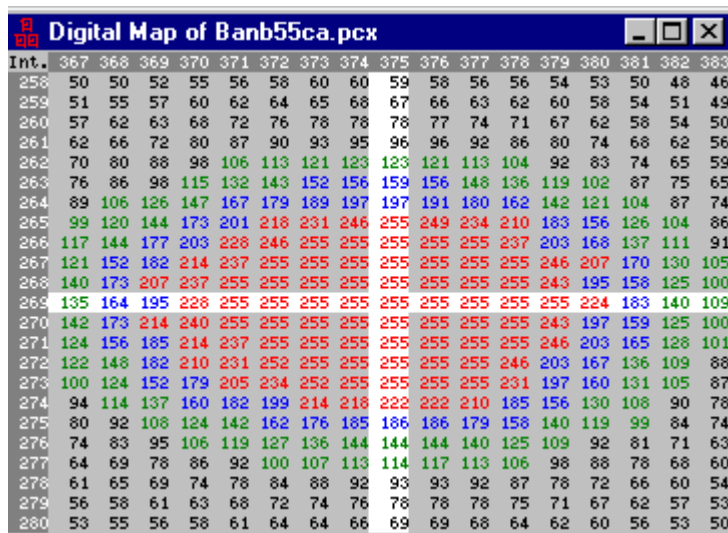 Digital Map of Banb55ca.pcx
Int. 367 368 369 370 371 372 373 374 375 376 377 378 379 380 381 382 383
258 50 50 52 55 56 58 60 60 59 58 56 56 54 53 50 48 46
259 51 55 57 60 62 64 65 68 67 66 63 62 60 58 54 51 49
260 57 62 63 68 72 76 78 78 78 77 74 71 67 62 58 54 50
261 62 66 72 80 87 90 93 95 96 96 92 86 80 74 68 62 56
262 70 80 88 98 106 113 121 123 123 121 113 104 92 83 74 65 59
263 76 86 98 115 132 143 152 156 159 156 148 136 119 102 87 75 65
264 89 106 126 147 167 179 189 197 197 191 180 162 142 121 104 87 74
265 99 120 144 173 201 218 231 246 255 249 234 210 183 156 126 104 86
266 117 144 177 203 228 246 255 255 255 255 255 237 203 168 137 111 91
267 121 152 182 214 237 255 255 255 255 255 255 255 246 207 170 130 105
268 140 173 207 237 255 255 255 255 255 255 255 255 243 195 158 125 100
269 135 164 195 228 255 255 255 255 255 255 255 255 255 224 183 140 109
270 142 173 214 240 255 255 255 255 255 255 255 255 243 197 159 125 100
271 124 156 185 214 237 255 255 255 255 255 255 255 246 203 165 128 101
272 122 148 182 210 231 252 255 255 255 255 255 246 203 167 136 109 88
273 100 124 152 179 205 234 252 255 255 255 255 231 197 160 131 105 87
274 94 114 137 160 182 199 214 218 222 222 210 185 156 130 108 90 78
275 80 92 108 124 142 162 176 185 186 186 179 158 140 119 99 84 74
276 74 83 95 106 119 127 136 144 144 144 140 125 109 92 81 71 63
277 64 69 78 86 92 100 107 113 114 117 113 106 98 88 78 68 60
278 61 65 69 74 78 84 88 92 93 93 92 87 78 72 66 60 54
279 56 58 61 63 68 72 74 76 78 78 78 75 71 67 62 57 53
280 53 55 56 58 61 64 64 66 69 69 68 64 62 60 56 53 50